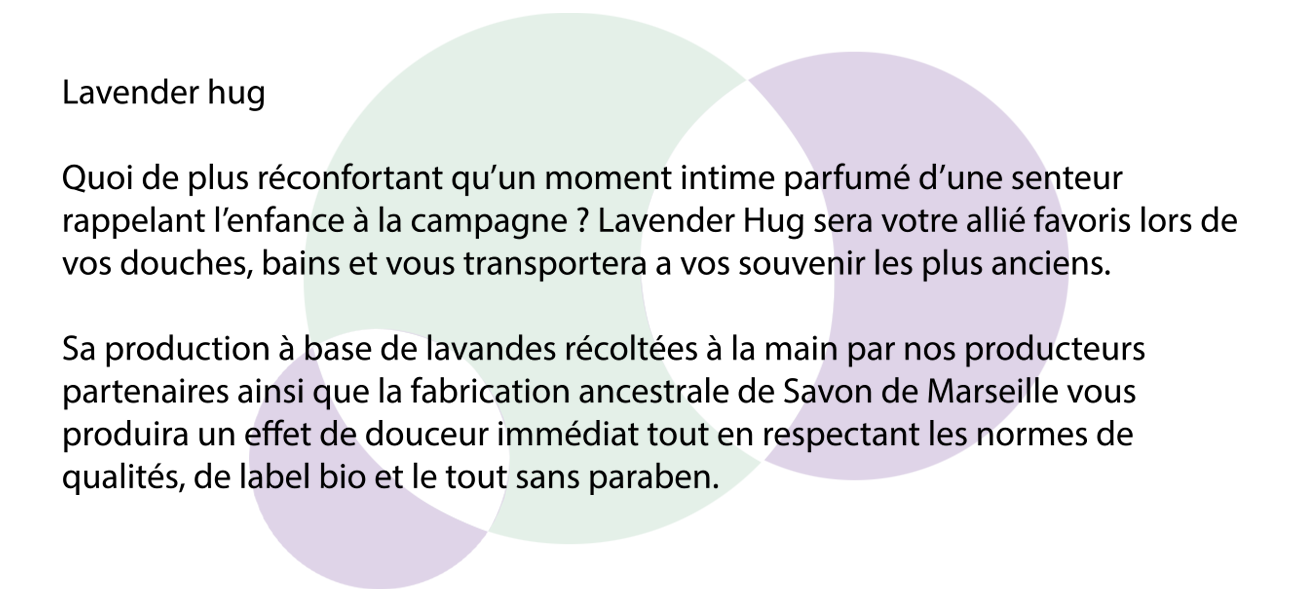 Lavender hug
Quoi de plus réconfortant qu’un moment intime parfumé d’une senteur
rappelant l’enfance à la campagne ? Lavender Hug sera votre allié favoris lors de
vos douches, bains et vous transportera a vos souvenir les plus anciens.
Sa production à base de lavandes récoltées à la main par nos producteurs
partenaires ainsi que la fabrication ancestrale de Savon de Marseille vous
produira un effet de douceur immédiat tout en respectant les normes de
qualités, de label bio et le tout sans paraben.